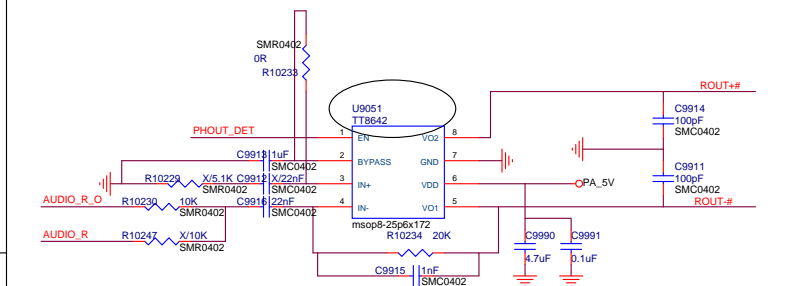 SMR0402
0R
R10233
U9051
TT8642
ROUT+#
C9914
100pF
SMC0402
PHOUT_DET
1 EN VO2 8
C9913 1uF
SMC0402
2 BYPASS GND 7
R10229 X/5.1K
SMR0402
C9912 X/22nF
SMC0402
3 IN+ VDD 6
PA_5V
C9911
100pF
SMC0402
AUDIO_R_O
R10230 10K
SMR0402
C9916 22nF
SMC0402
4 IN- VO1 5
ROUT-#
msop8-25p6x172
AUDIO_R
R10247 X/10K
SMR0402
R10234 20K
C9990
4.7uF
C9991
0.1uF
C9915 1nF
SMC0402